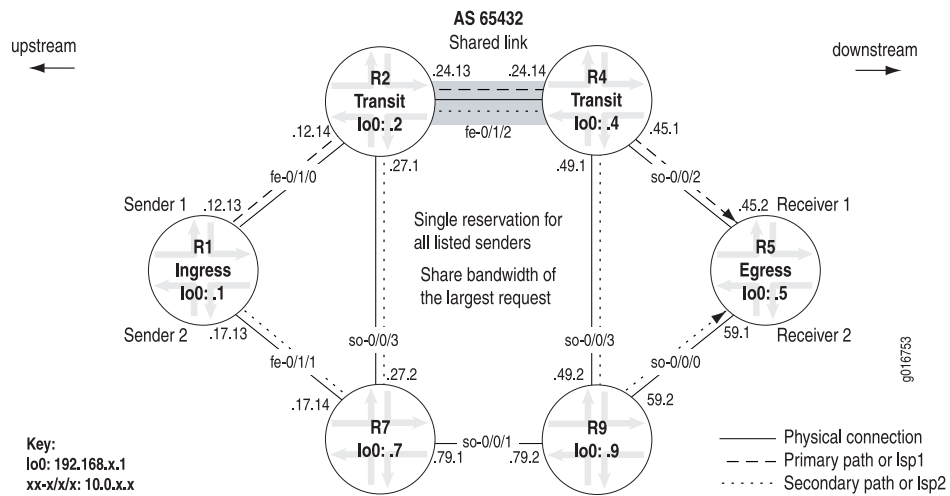 AS 65432
Shared link
upstream
downstream
R2
Transit
lo0: .2
.24.13
.24.14
R4
Transit
lo0: .4
fe-0/1/2
.12.14
.27.1
.49.1
.45.1
fe-0/1/0
so-0/0/2
Sender 1
.12.13
.45.2
Receiver 1
Single reservation for
all listed senders
Share bandwidth of
the largest request
R1
Ingress
lo0: .1
R5
Egress
lo0: .5
Sender 2
.17.13
59.1
Receiver 2
fe-0/1/1
so-0/0/3
so-0/0/3
so-0/0/0
.17.14
.27.2
.49.2
59.2
R7
lo0: .7
so-0/0/1
.79.1
.79.2
R9
lo0: .9
g016753
Key:
lo0: 192.168.x.1
xx-x/x/x: 10.0.x.x
Physical connection
Primary path or lsp1
Secondary path or lsp2